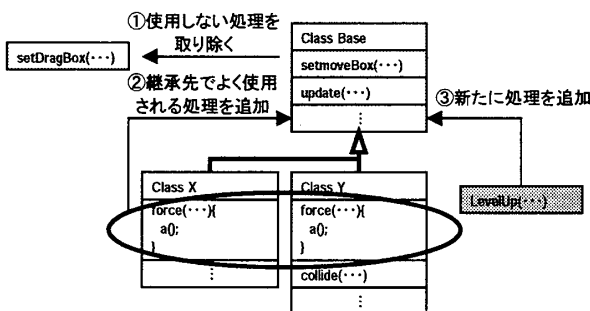 ①使用しない処理を
取り除く
setDragBox(･･･)
②継承先でよく使用
される処理を追加
Class Base
setmoveBox(･･･)
update(･･･)
⋮
③新たに処理を追加
LevelUp(･･･)
Class X
force(･･･){
a();
}
⋮
Class Y
force(･･･){
a();
}
collide(･･･)
⋮